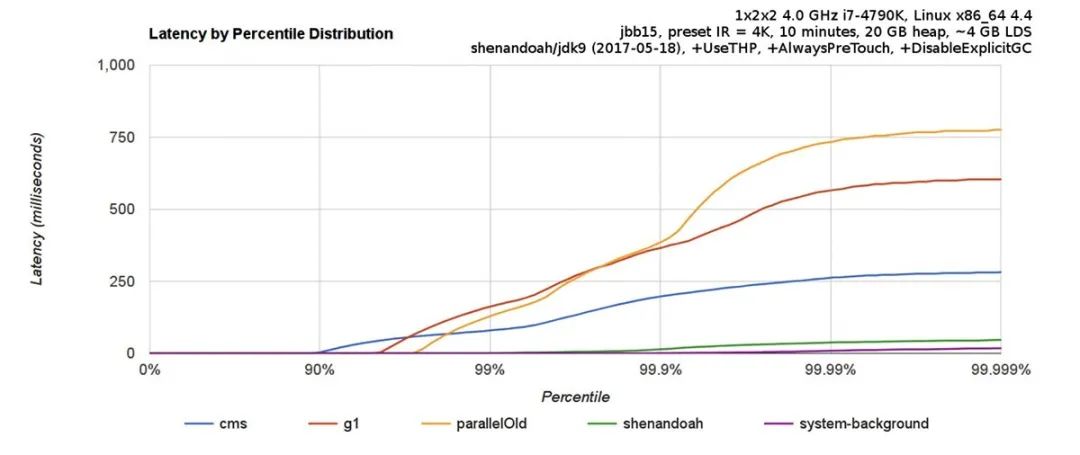 Latency by Percentile Distribution
1x2x2 4.0 GHz i7-4790K, Linux x86_64 4.4
jbb15, preset IR = 4K, 10 minutes, 20 GB heap, ~4 GB LDS
shenandoah/jdk9 (2017-05-18), +UseTHP, +AlwaysPreTouch, +DisableExplicitGC
Latency (milliseconds)
1,000
750
500
250
0
0% 90% 99% 99.9% 99.99% 99.999%
Percentile
cms g1 parallelOld shenandoah system-background